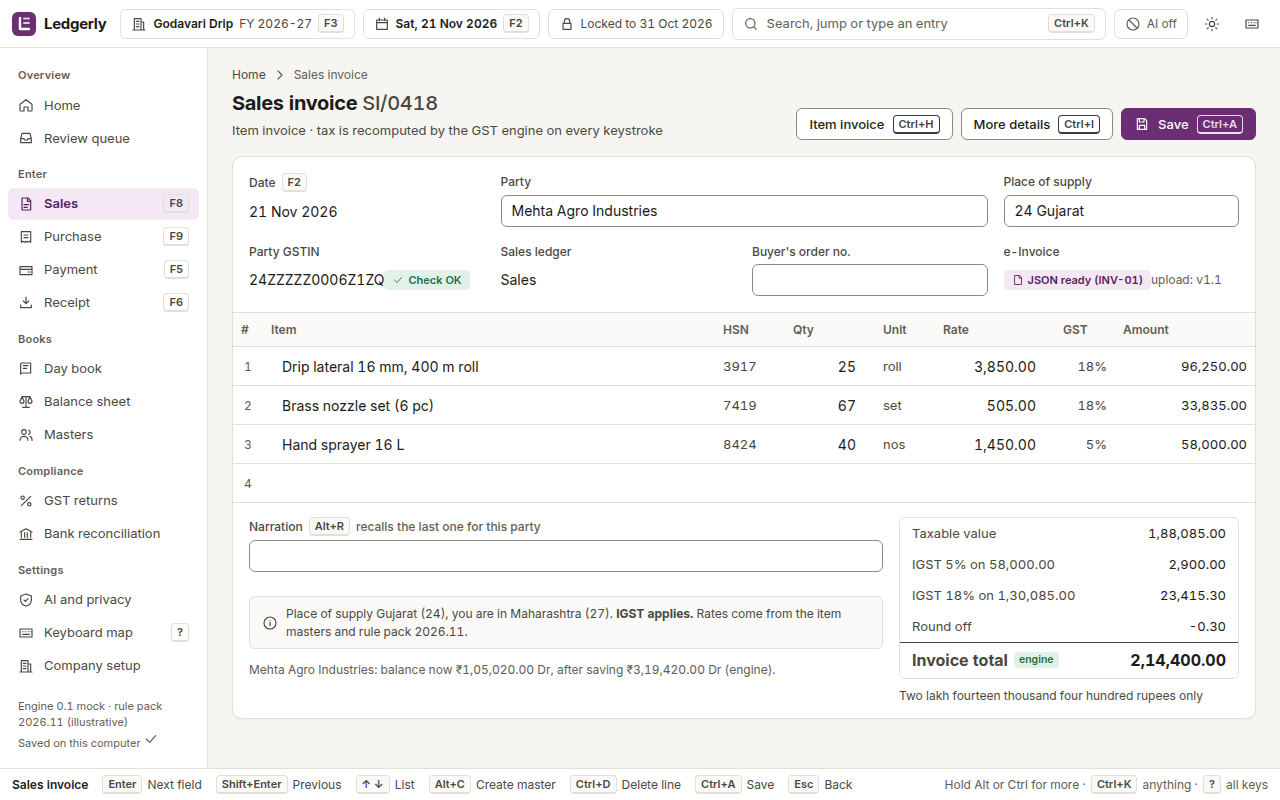 Ledgerly
Godavari Drip FY 2026-27 F3
Sat, 21 Nov 2026 F2
Locked to 31 Oct 2026
Search, jump or type an entry Ctrl+K
AI off
Overview
Home
Review queue
Enter
Sales F8
Purchase F9
Payment F5
Receipt F6
Books
Day book
Balance sheet
Masters
Compliance
GST returns
Bank reconciliation
Settings
AI and privacy
Keyboard map ?
Company setup
Engine 0.1 mock · rule pack
2026.11 (illustrative)
Saved on this computer
Home Sales invoice
Sales invoice SI/0418
Item invoice · tax is recomputed by the GST engine on every keystroke
Item invoice Ctrl+H
More details Ctrl+I
Save Ctrl+A
Date F2
21 Nov 2026
Party
Mehta Agro Industries
Place of supply
24 Gujarat
Party GSTIN
24ZZZZZ0006Z1ZQ Check OK
Sales ledger
Sales
Buyer's order no.
e-Invoice
JSON ready (INV-01) upload: v1.1
# Item HSN Qty Unit Rate GST Amount
1 Drip lateral 16 mm, 400 m roll 3917 25 roll 3,850.00 18% 96,250.00
2 Brass nozzle set (6 pc) 7419 67 set 505.00 18% 33,835.00
3 Hand sprayer 16 L 8424 40 nos 1,450.00 5% 58,000.00
4
Narration Alt+R recalls the last one for this party
Place of supply Gujarat (24), you are in Maharashtra (27). IGST applies. Rates come from the item
masters and rule pack 2026.11.
Mehta Agro Industries: balance now ₹1,05,020.00 Dr, after saving ₹3,19,420.00 Dr (engine).
Taxable value 1,88,085.00
IGST 5% on 58,000.00 2,900.00
IGST 18% on 1,30,085.00 23,415.30
Round off -0.30
Invoice total engine 2,14,400.00
Two lakh fourteen thousand four hundred rupees only
Sales invoice Enter Next field Shift+Enter Previous ↑↓ List Alt+C Create master Ctrl+D Delete line Ctrl+A Save Esc Back Hold Alt or Ctrl for more · Ctrl+K anything · ? all keys